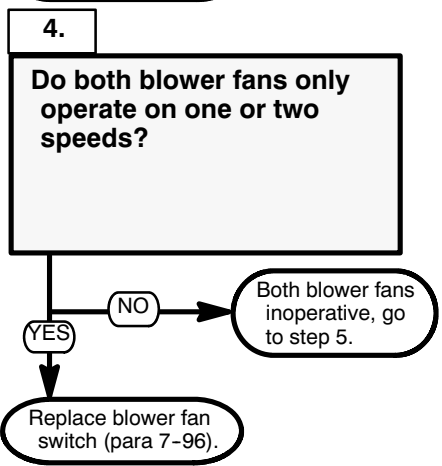 4.
Do both blower fans only
operate on one or two
speeds?
NO
Both blower fans
inoperative, go
to step 5.
YES
Replace blower fan
switch (para 7-96).